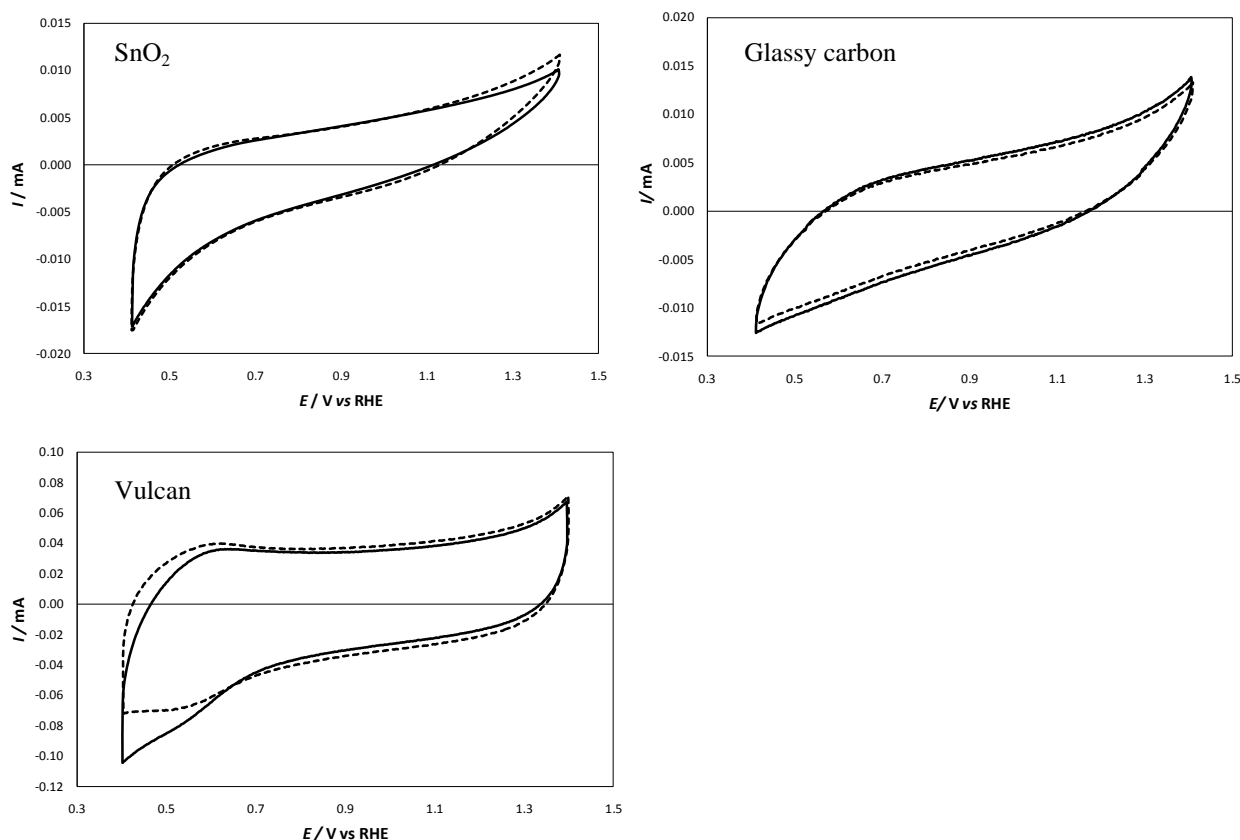 SnO₂
0.015
0.010
0.005
0.000
-0.005
-0.010
-0.015
-0.020
I / mA
0.3 0.5 0.7 0.9 1.1 1.3 1.5
E / V vs RHE
Glassy carbon
0.020
0.015
0.010
0.005
0.000
-0.005
-0.010
-0.015
I/ mA
0.3 0.5 0.7 0.9 1.1 1.3 1.5
E/ V vs RHE
Vulcan
0.10
0.08
0.06
0.04
0.02
0.00
-0.02
-0.04
-0.06
-0.08
-0.10
-0.12
I / mA
0.3 0.5 0.7 0.9 1.1 1.3 1.5
E / V vs RHE